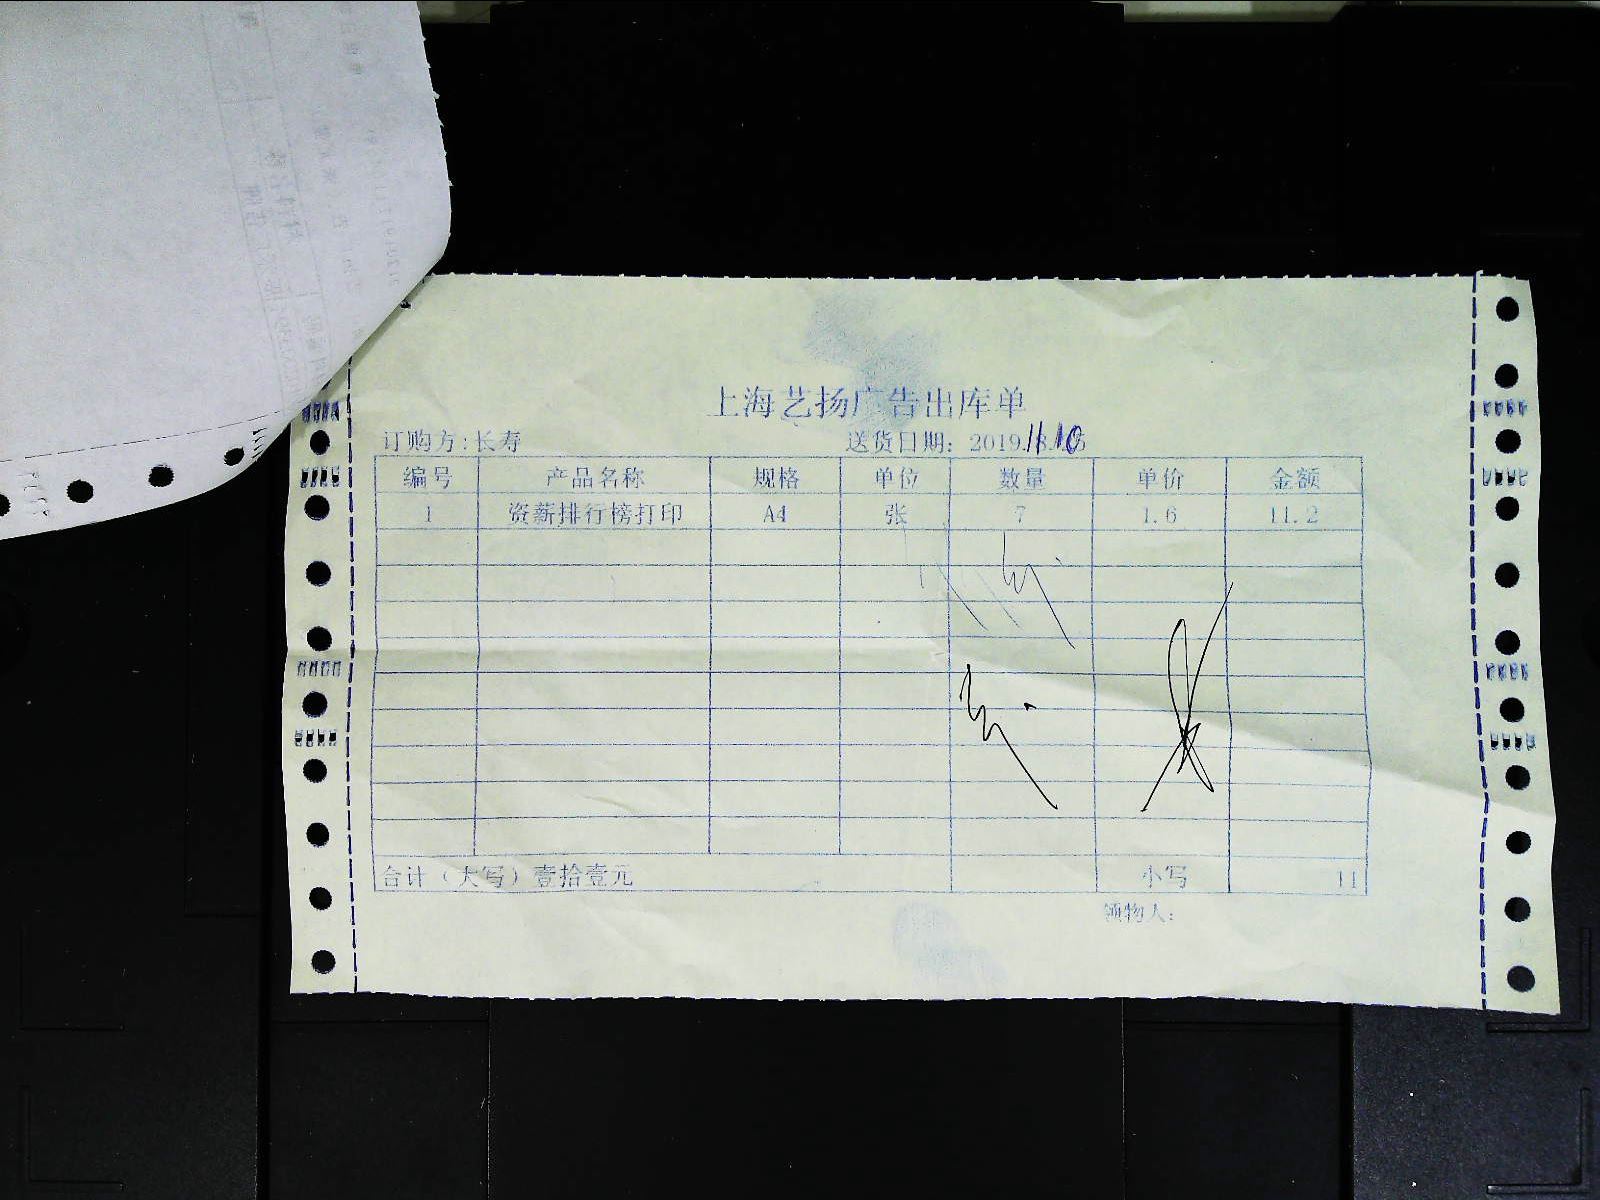 上海艺扬广告出库单
订购方:长寿 送货日期: 2019.11.10
编号 产品名称 规格 单位 数量 单价 金额
1 资薪排行榜打印 A4 张 7 1.6 11.2
合计（大写）壹拾壹元 小写 11
领物人: